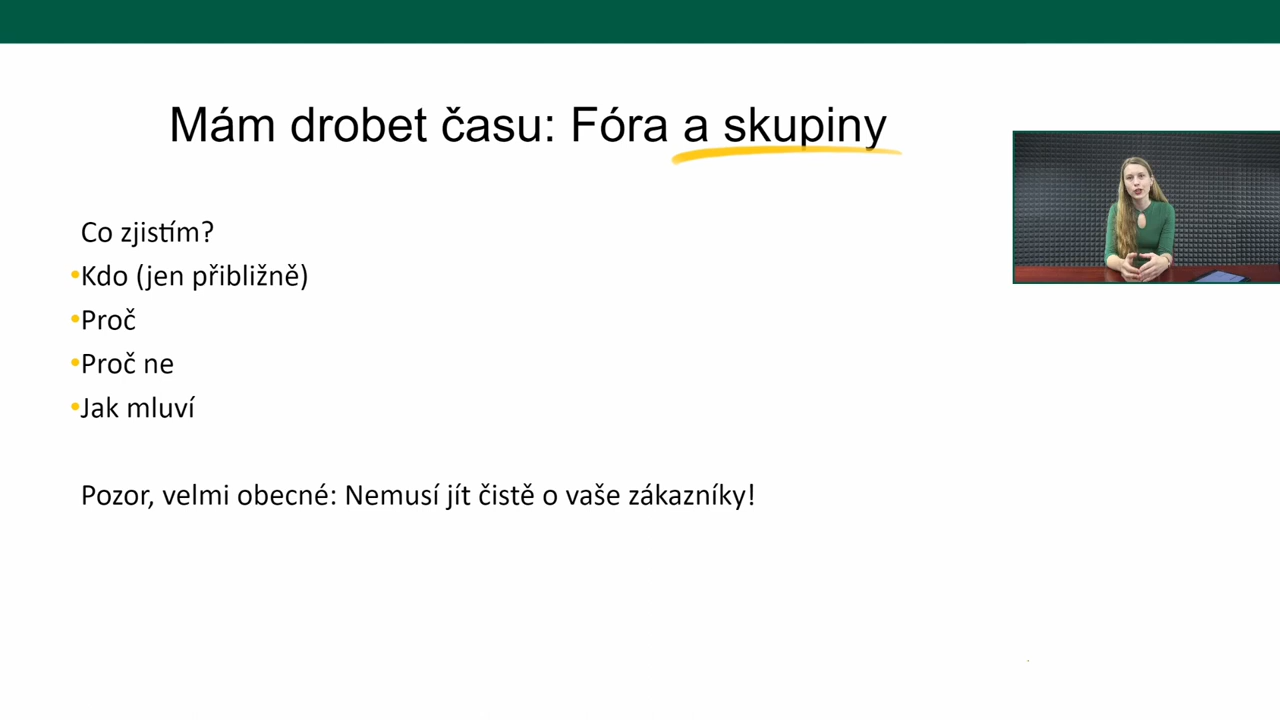 Mám drobet času: Fóra a skupiny
Co zjistím?
•Kdo (jen přibližně)
•Proč
•Proč ne
•Jak mluví
Pozor, velmi obecné: Nemusí jít čistě o vaše zákazníky!